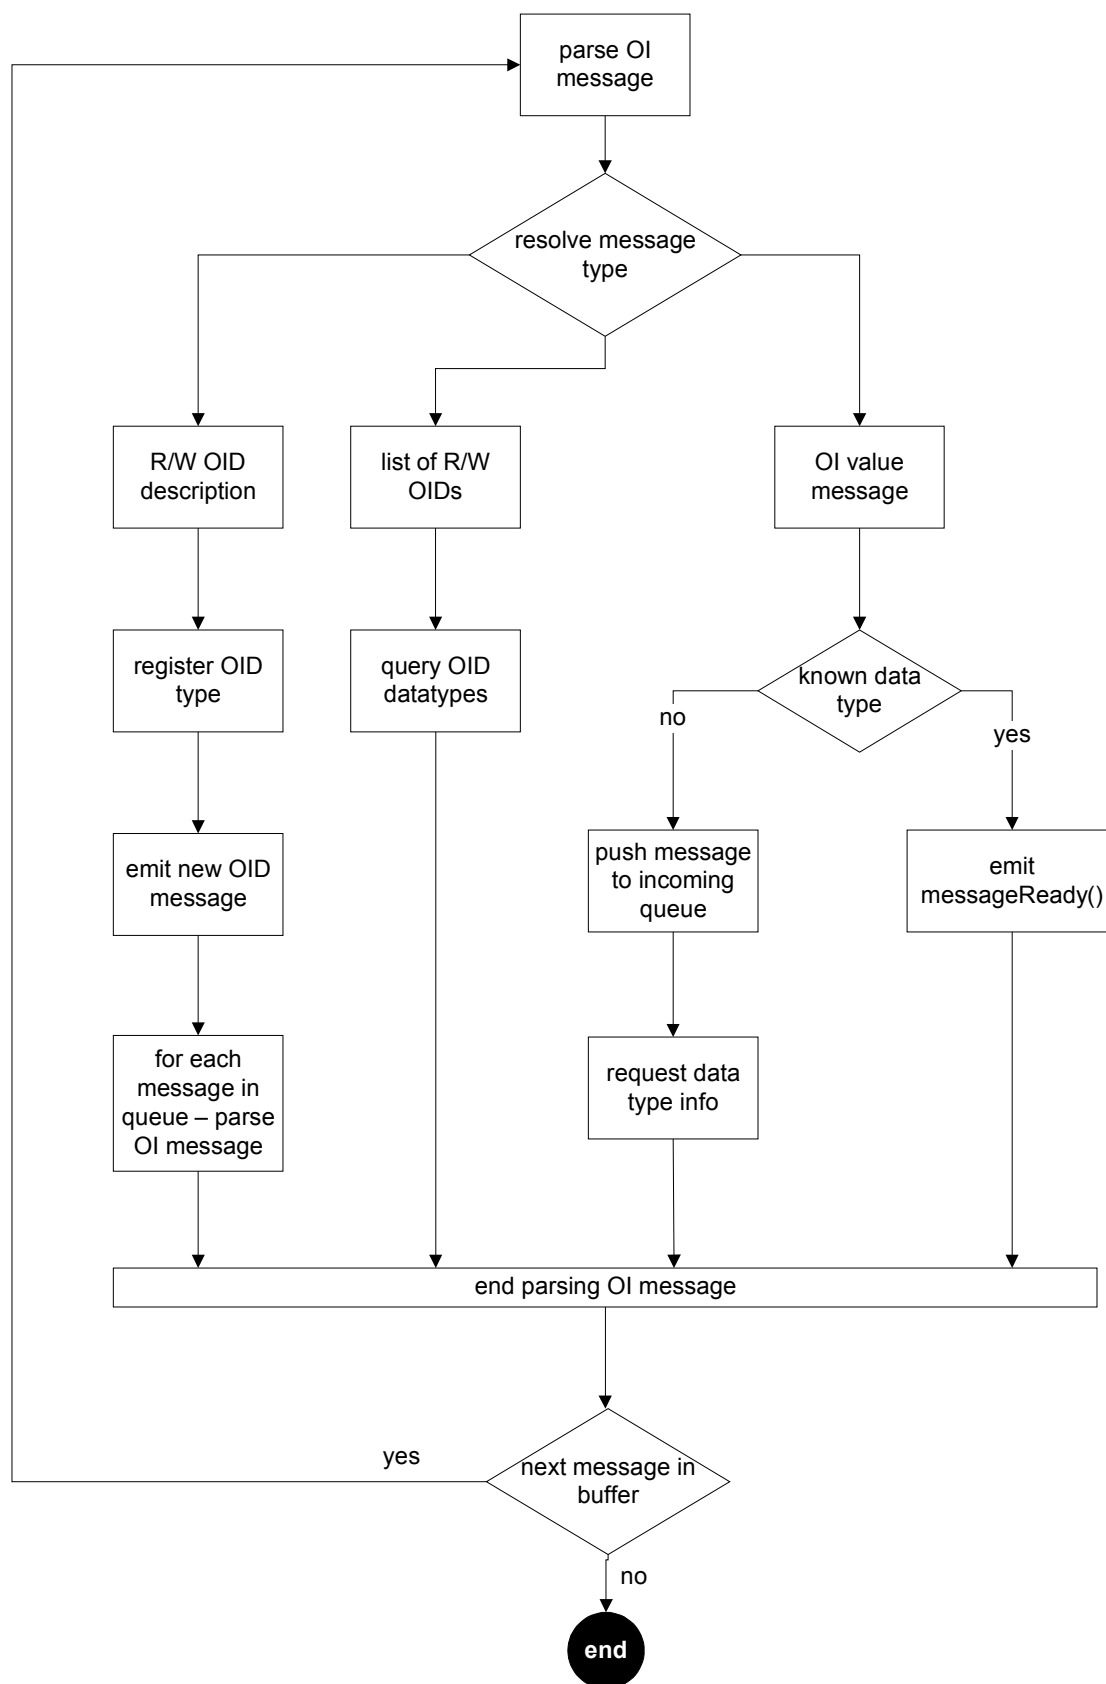 parse OI
message
resolve message
type
R/W OID
description
list of R/W
OIDs
OI value
message
register OID
type
query OID
datatypes
known data
type
no
yes
emit new OID
message
push message
to incoming
queue
emit
messageReady()
for each
message in
queue – parse
OI message
request data
type info
end parsing OI message
yes
next message in
buffer
no
end